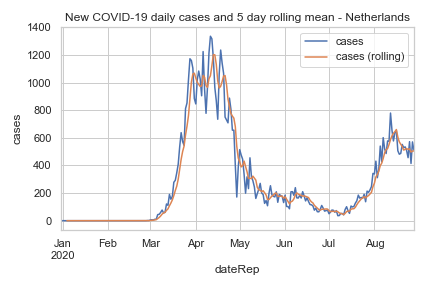 New COVID-19 daily cases and 5 day rolling mean - Netherlands
cases
cases (rolling)
cases
1400
1200
1000
800
600
400
200
0
Jan
2020
Feb
Mar
Apr
May
Jun
Jul
Aug
dateRep